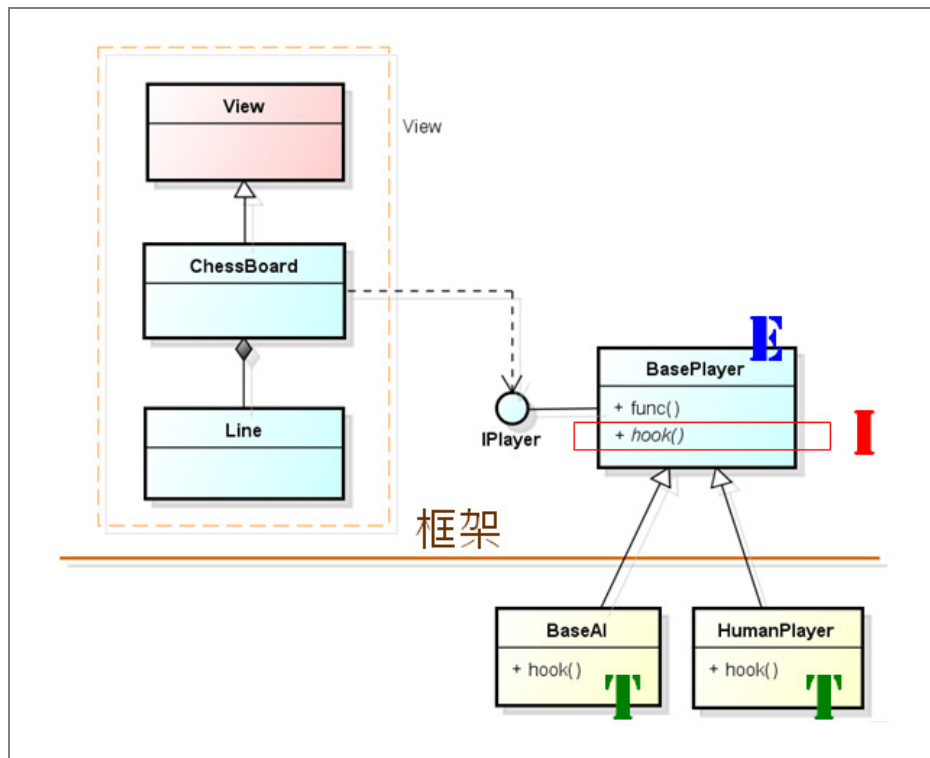 View
View
ChessBoard
Line
IPlayer
E
BasePlayer
+ func()
+ hook()
I
框架
BaseAI
+ hook()
T
HumanPlayer
+ hook()
T